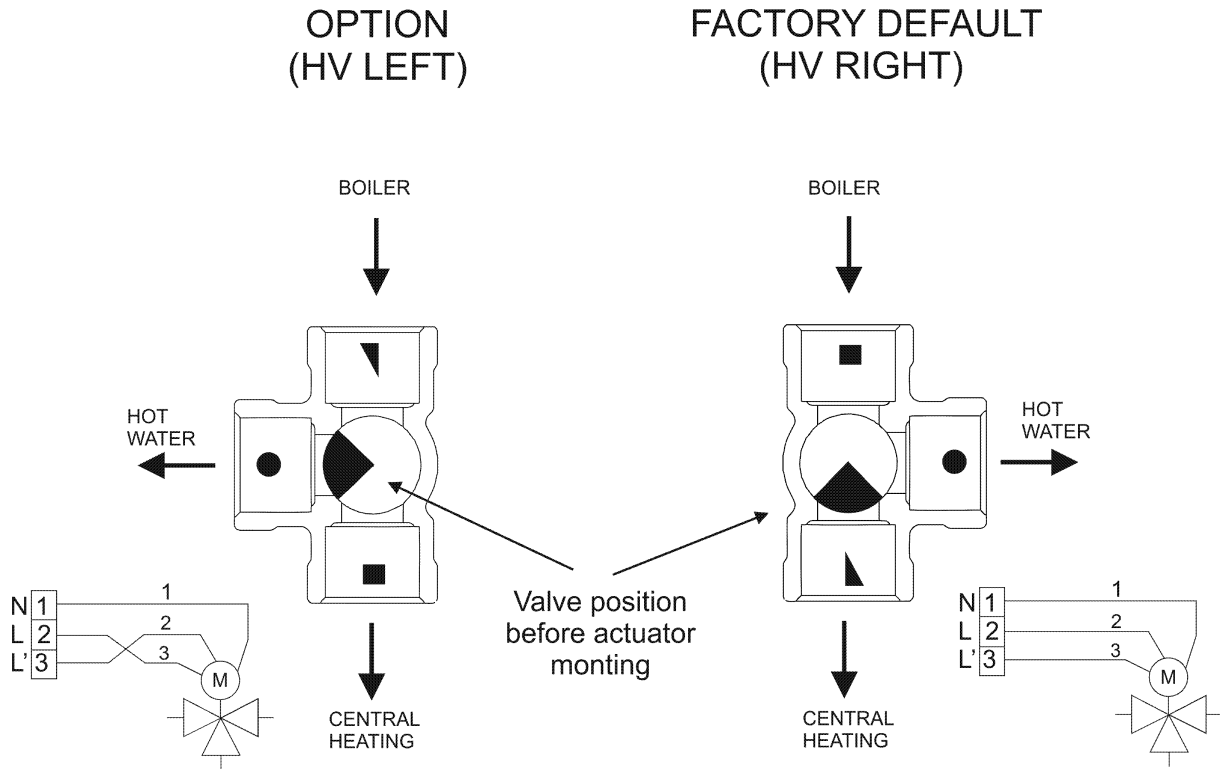 OPTION
(HV LEFT)
FACTORY DEFAULT
(HV RIGHT)
BOILER
BOILER
HOT
WATER
HOT
WATER
Valve position
before actuator
monting
N 1
L 2
L' 3
1
2
3
M
CENTRAL
HEATING
N 1
L 2
L' 3
1
2
3
M
CENTRAL
HEATING